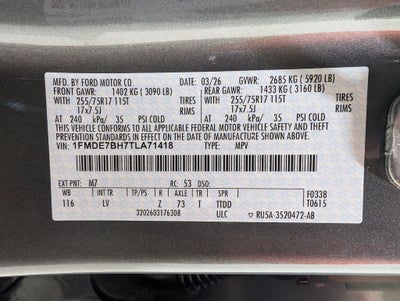 MFD. BY FORD MOTOR CO. 03/26 GVWR: 2685 KG ( 5920 LB)
FRONT GAWR: 1402 KG ( 3090 LB) REAR GAWR: 1433 KG ( 3160 LB)
WITH 255/75R17 115T TIRES WITH 255/75R17 115T TIRES
17x7.5J RIMS 17x7.5J RIMS
AT 240 kPa/ 35 PSI COLD AT 240 kPa/ 35 PSI COLD
THIS VEHICLE CONFORMS TO ALL APPLICABLE FEDERAL MOTOR VEHICLE SAFETY, BUMPER, AND THEFT
PREVENTION STANDARDS IN EFFECT ON THE DATE OF MANUFACTURE SHOWN ABOVE.
VIN: 1FMDE7BH7TLA71418 TYPE: MPV
EXT PNT: M7 RC: 53 DSO:
WB INT TR TP/PS R AXLE TR SPR F0338
116 LV Z 73 T TTDD T0615
3202603176308 ULC ▽ RU5A-3520472-AB